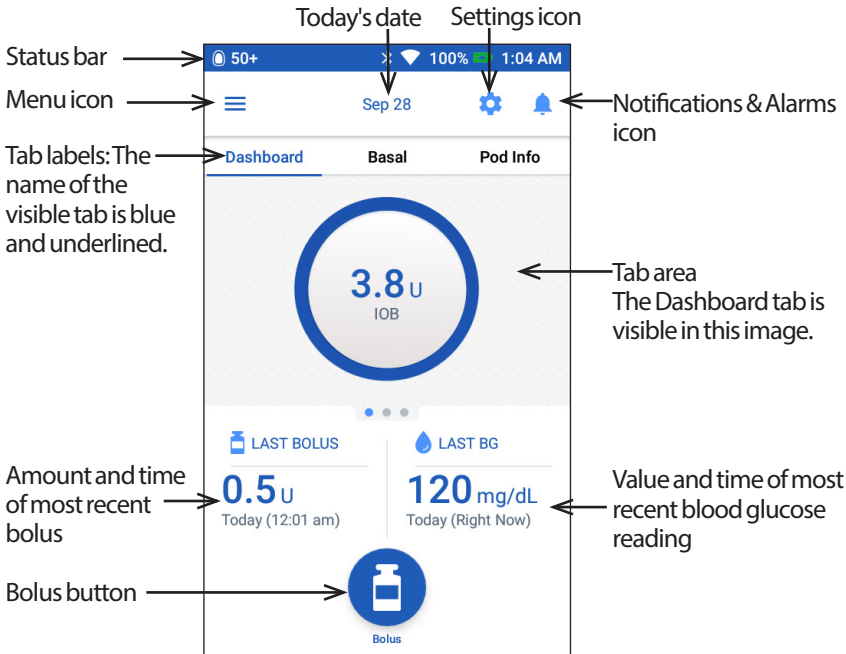 Today's date
Settings icon
Status bar
50+
100%
1:04 AM
Menu icon
Sep 28
Notifications & Alarms
icon
Tab labels: The
name of the
visible tab is blue
and underlined.
Dashboard
Basal
Pod Info
3.8 U
IOB
Tab area
The Dashboard tab is
visible in this image.
LAST BOLUS
0.5 U
Today (12:01 am)
LAST BG
120 mg/dL
Today (Right Now)
Amount and time
of most recent
bolus
Value and time of most
recent blood glucose
reading
Bolus button
Bolus